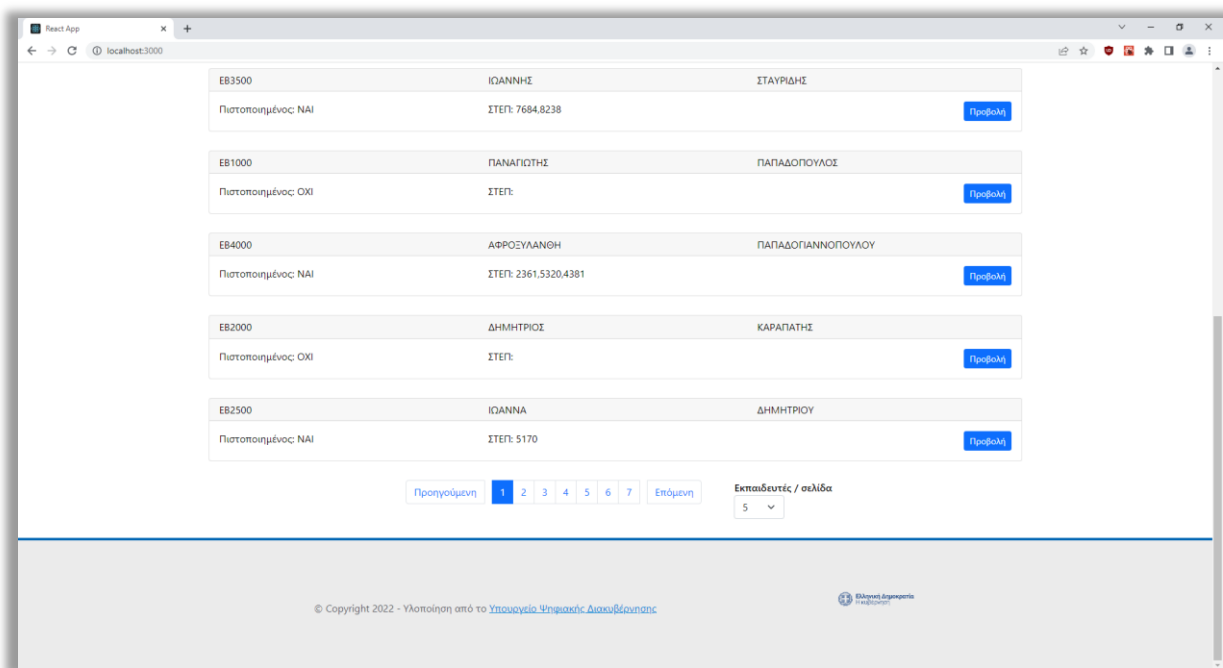 React App
localhost:3000
ΕΒ3500 ΙΩΑΝΝΗΣ ΣΤΑΥΡΙΔΗΣ
Πιστοποιημένος: ΝΑΙ ΣΤΕΠ: 7684,8238 Προβολή
ΕΒ1000 ΠΑΝΑΓΙΩΤΗΣ ΠΑΠΑΔΟΠΟΥΛΟΣ
Πιστοποιημένος: ΟΧΙ ΣΤΕΠ: Προβολή
ΕΒ4000 ΑΦΡΟΞΥΛΑΝΘΗ ΠΑΠΑΔΟΓΙΑΝΝΟΠΟΥΛΟΥ
Πιστοποιημένος: ΝΑΙ ΣΤΕΠ: 2361,5320,4381 Προβολή
ΕΒ2000 ΔΗΜΗΤΡΙΟΣ ΚΑΡΑΠΑΤΗΣ
Πιστοποιημένος: ΟΧΙ ΣΤΕΠ: Προβολή
ΕΒ2500 ΙΩΑΝΝΑ ΔΗΜΗΤΡΙΟΥ
Πιστοποιημένος: ΝΑΙ ΣΤΕΠ: 5170 Προβολή
Εκπαιδευτές / σελίδα
Προηγούμενη 1 2 3 4 5 6 7 Επόμενη
5
© Copyright 2022 - Υλοποίηση από το Υπουργείο Ψηφιακής Διακυβέρνησης
Ελληνική Δημοκρατία
Η κυβέρνηση